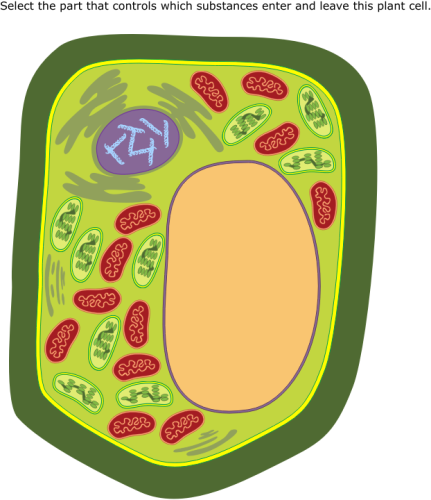 Select the part that controls which substances enter and leave this plant cell.